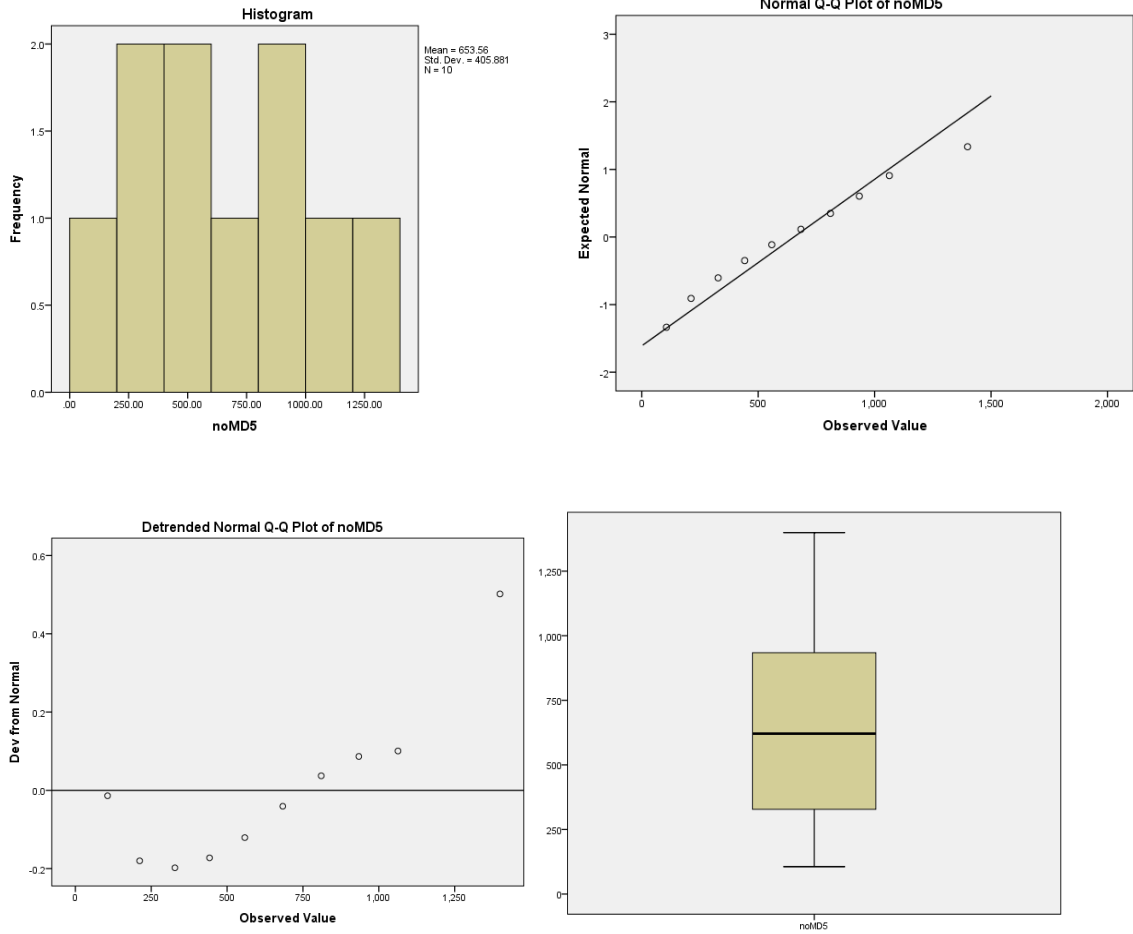 Histogram
2.0
1.5
1.0
0.5
0.0
Frequency
.00 250.00 500.00 750.00 1000.00 1250.00
noMD5
Mean = 653.56
Std. Dev. = 405.881
N = 10
Normal Q-Q Plot of noMD5
3
2
1
0
-1
-2
Expected Normal
0 500 1,000 1,500 2,000
Observed Value
Detrended Normal Q-Q Plot of noMD5
0.6
0.4
0.2
0.0
-0.2
Dev from Normal
0 250 500 750 1,000 1,250
Observed Value
1,250
1,000
750
500
250
0
noMD5